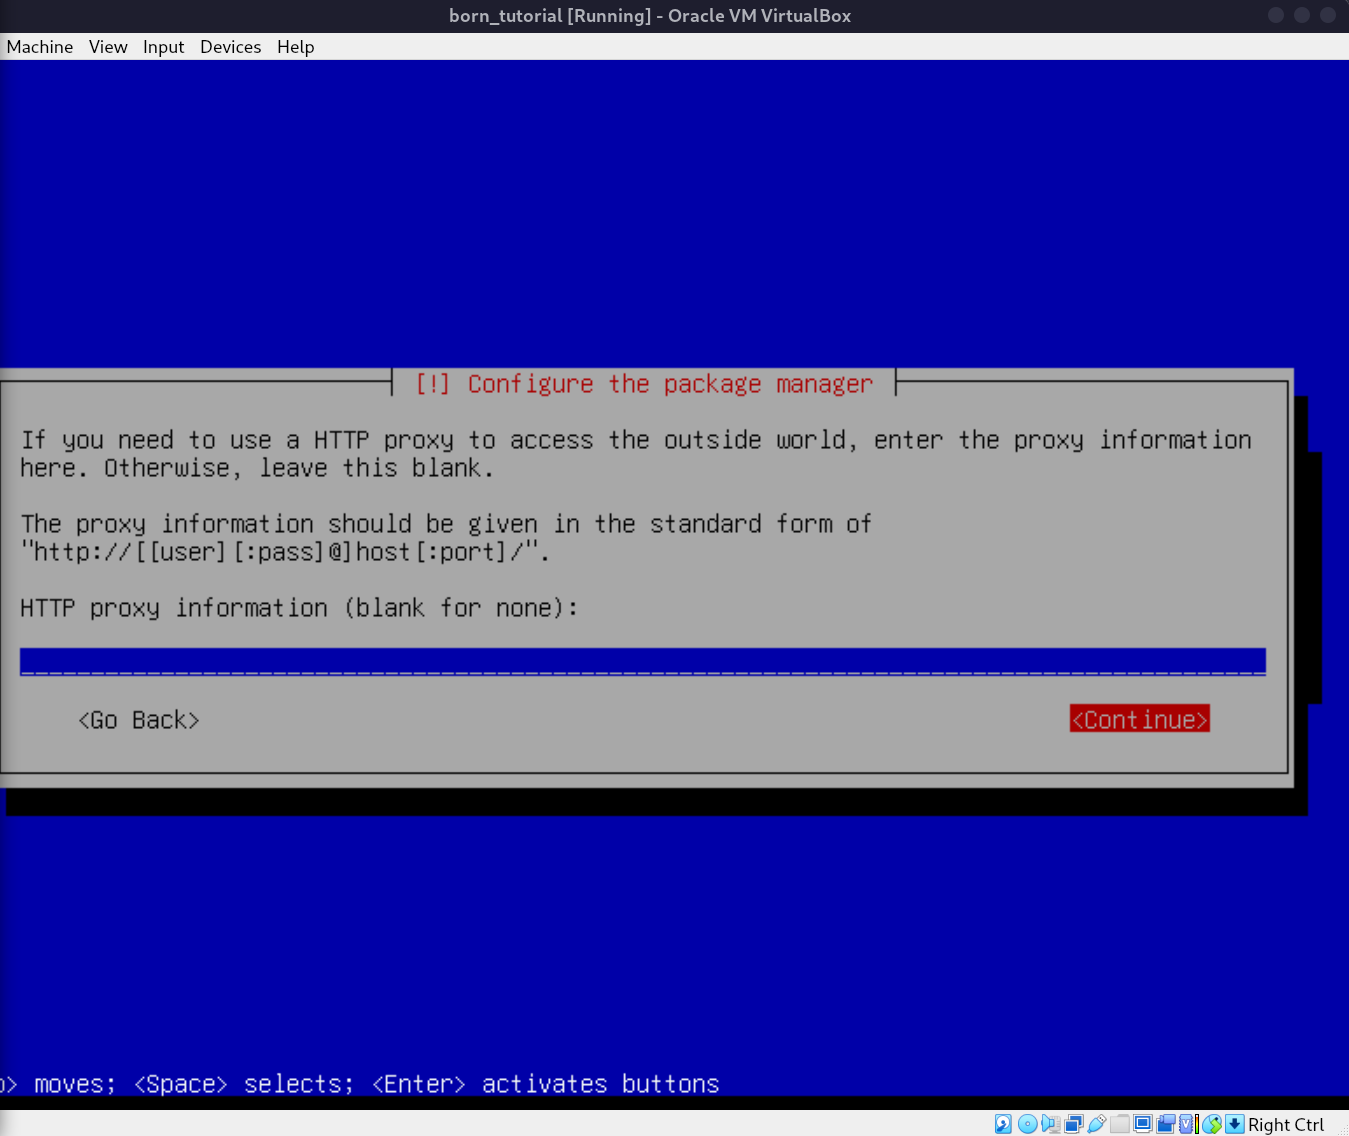 born_tutorial [Running] - Oracle VM VirtualBox
Machine View Input Devices Help
[!] Configure the package manager
If you need to use a HTTP proxy to access the outside world, enter the proxy information
here. Otherwise, leave this blank.
The proxy information should be given in the standard form of
"http://[[user][:pass]@]host[:port]/".
HTTP proxy information (blank for none):
<Go Back> <Continue>
> moves; <Space> selects; <Enter> activates buttons
Right Ctrl